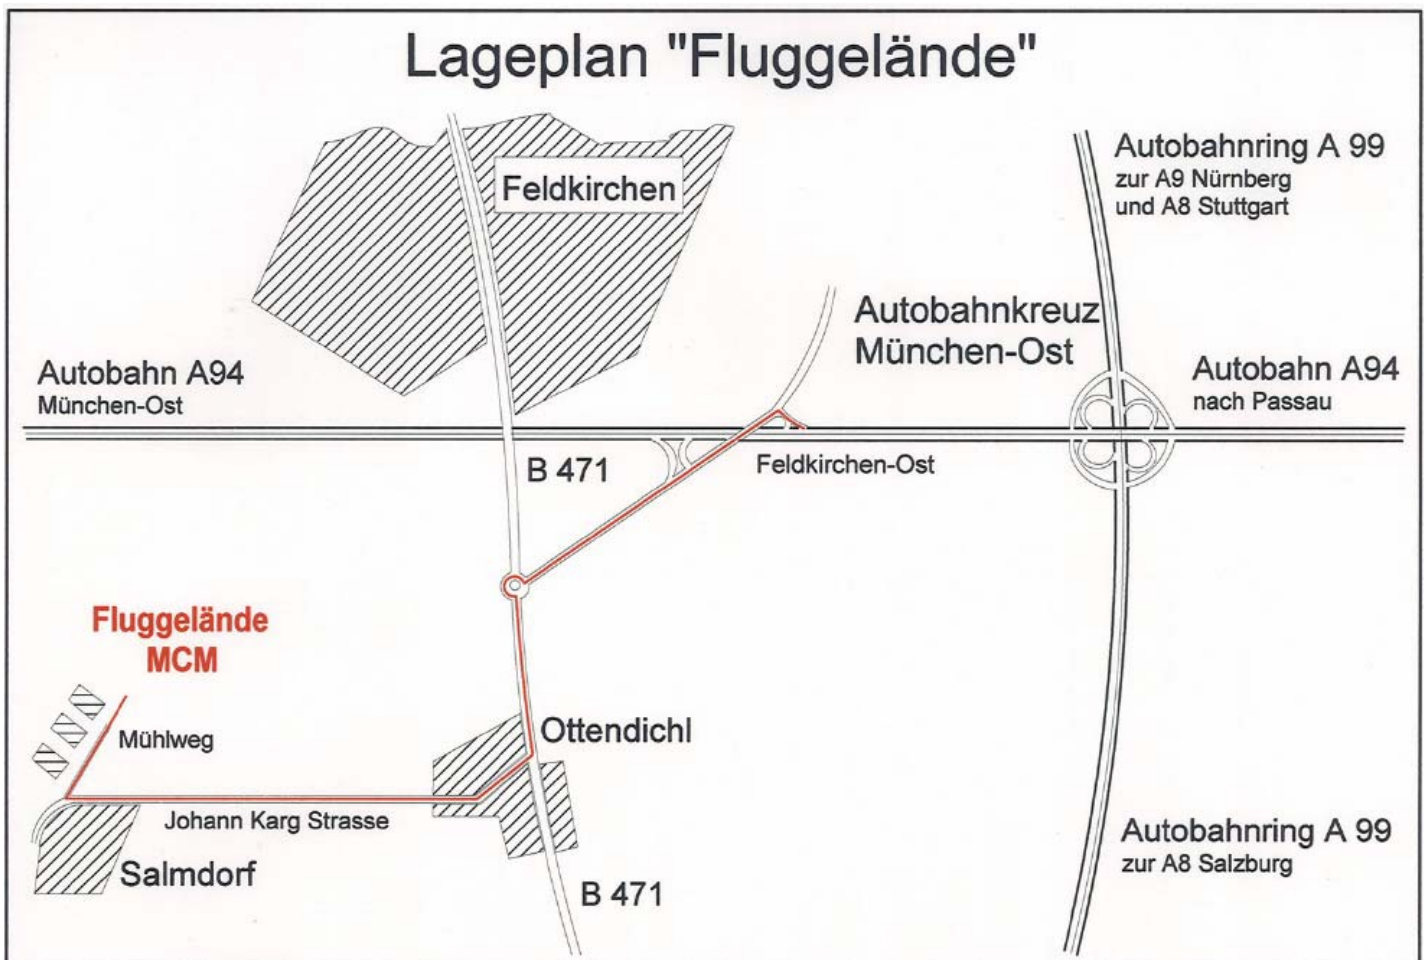 Lageplan "Fluggelände"
Feldkirchen
Autobahnring A 99
zur A9 Nürnberg
und A8 Stuttgart
Autobahnkreuz
München-Ost
Autobahn A94
München-Ost
Autobahn A94
nach Passau
B 471
Feldkirchen-Ost
Fluggelände
MCM
Mühlweg
Ottendichl
Johann Karg Strasse
Salmdorf
B 471
Autobahnring A 99
zur A8 Salzburg